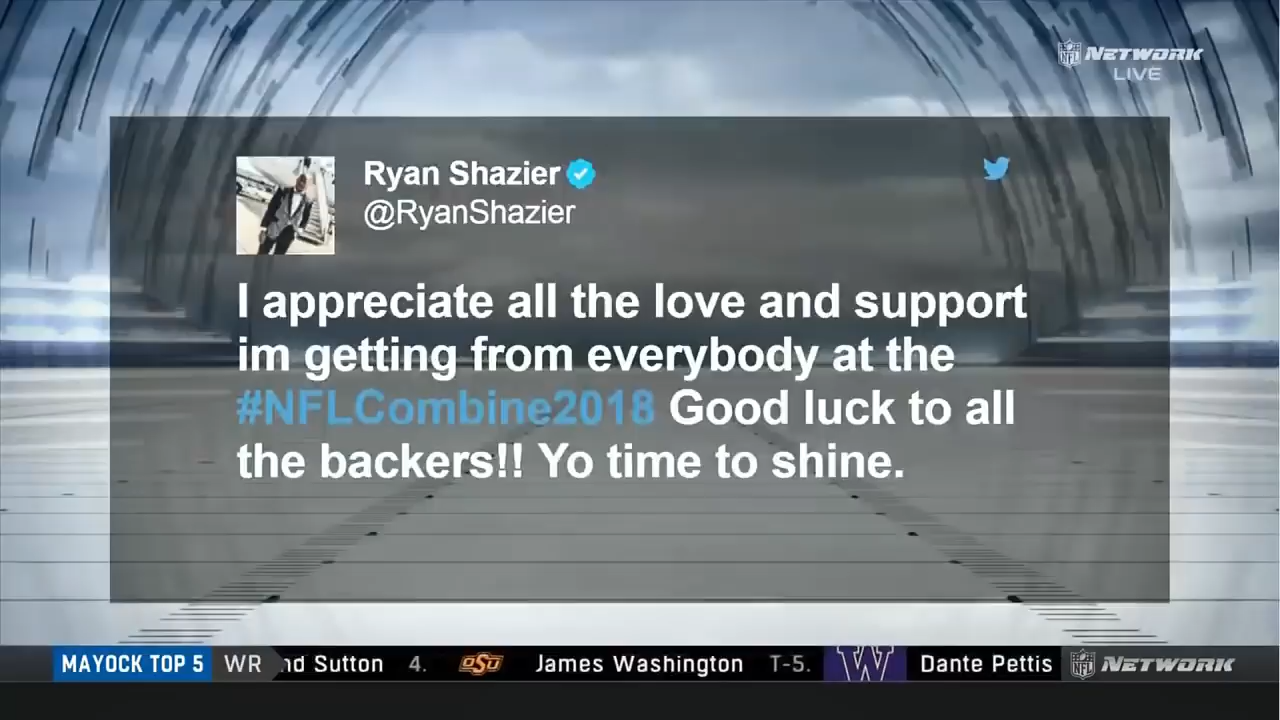 NFL NETWORK
LIVE
Ryan Shazier
@RyanShazier
I appreciate all the love and support
im getting from everybody at the
#NFLCombine2018 Good luck to all
the backers!! Yo time to shine.
MAYOCK TOP 5 WR nd Sutton 4. OSU James Washington T-5. W Dante Pettis NFL NETWORK